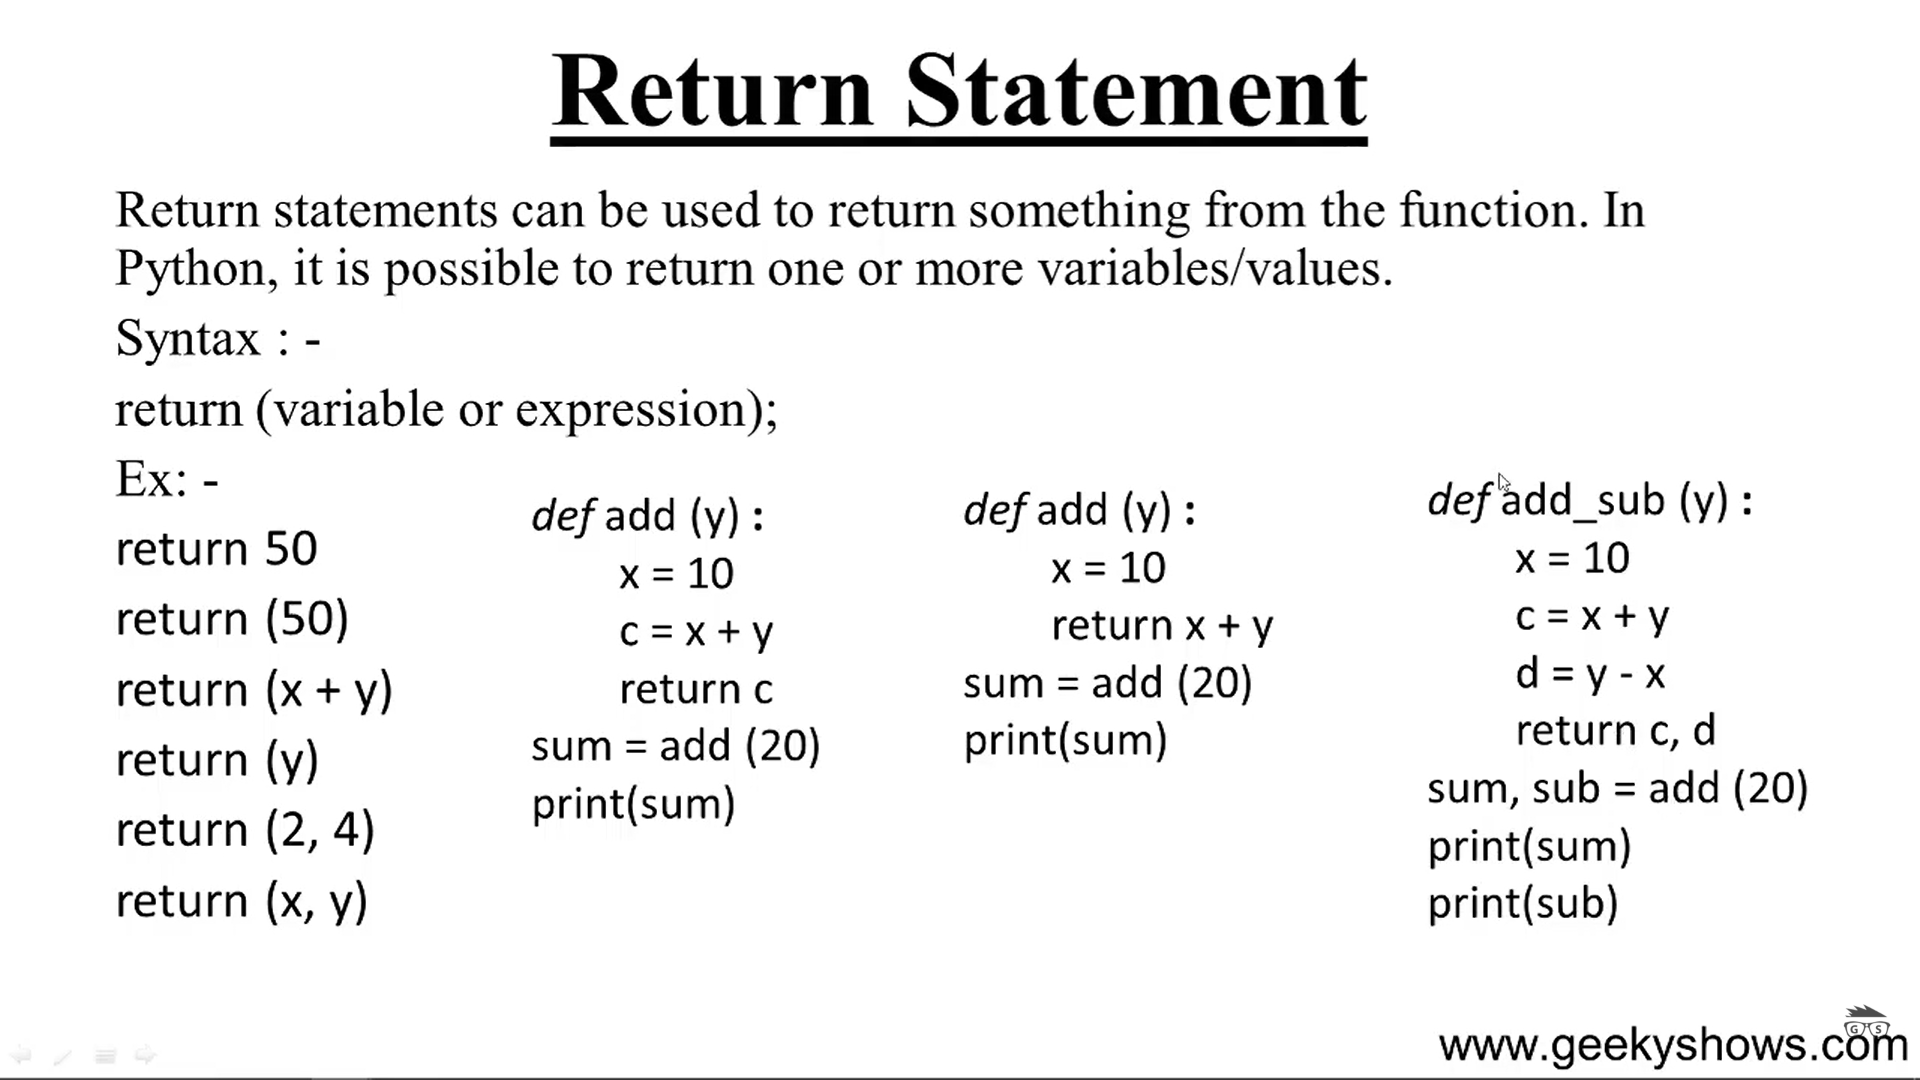 Return Statement
Return statements can be used to return something from the function. In
Python, it is possible to return one or more variables/values.
Syntax : -
return (variable or expression);
Ex: -
return 50
return (50)
return (x + y)
return (y)
return (2, 4)
return (x, y)
def add (y) :
x = 10
c = x + y
return c
sum = add (20)
print(sum)
def add (y) :
x = 10
return x + y
sum = add (20)
print(sum)
def add_sub (y) :
x = 10
c = x + y
d = y - x
return c, d
sum, sub = add (20)
print(sum)
print(sub)
G S
www.geekyshows.com